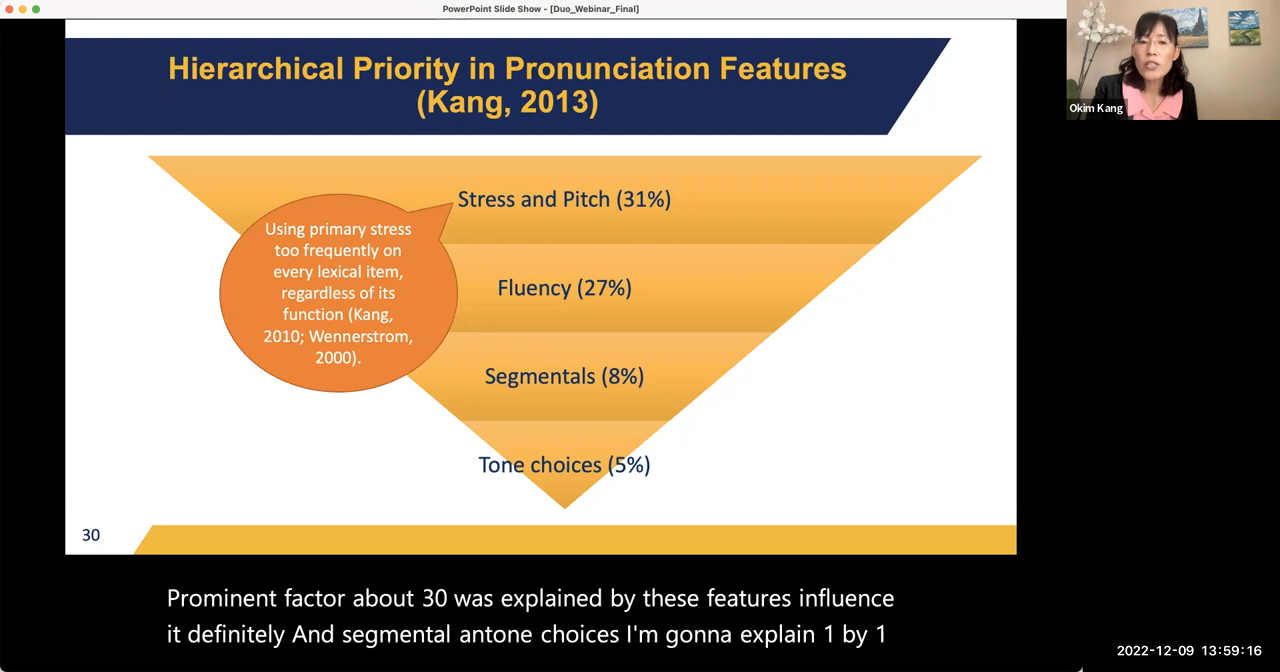 PowerPoint Slide Show - [Duo_Webinar_Final]
Hierarchical Priority in Pronunciation Features
(Kang, 2013)
Okim Kang
Stress and Pitch (31%)
Using primary stress
too frequently on
every lexical item,
regardless of its
function (Kang,
2010; Wennerstrom,
2000).
Fluency (27%)
Segmentals (8%)
Tone choices (5%)
30
Prominent factor about 30 was explained by these features influence
it definitely And segmental antone choices I'm gonna explain 1 by 1
2022-12-09 13:59:16